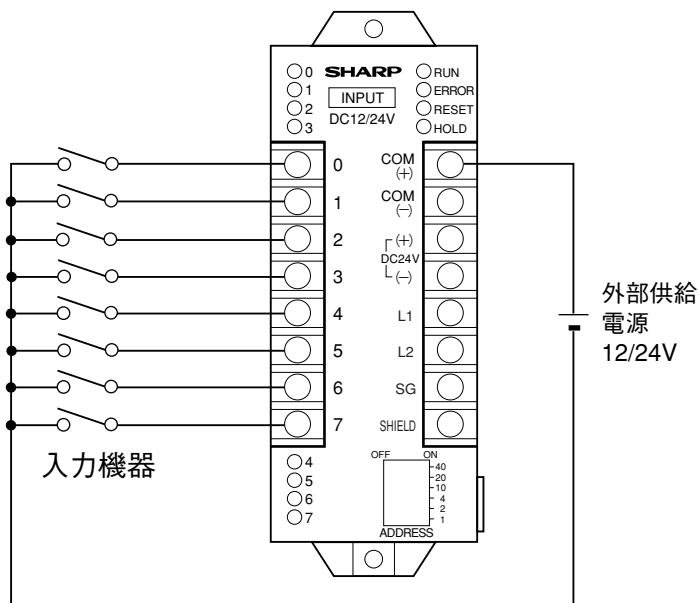 0
1
2
3
SHARP
INPUT
DC12/24V
RUN
ERROR
RESET
HOLD
0
1
2
3
4
5
6
7
COM
(+)
COM
(−)
(+)
DC24V
(−)
L1
L2
SG
SHIELD
外部供給
電源
12/24V
入力機器
4
5
6
7
OFF ON
40
20
10
4
2
1
ADDRESS